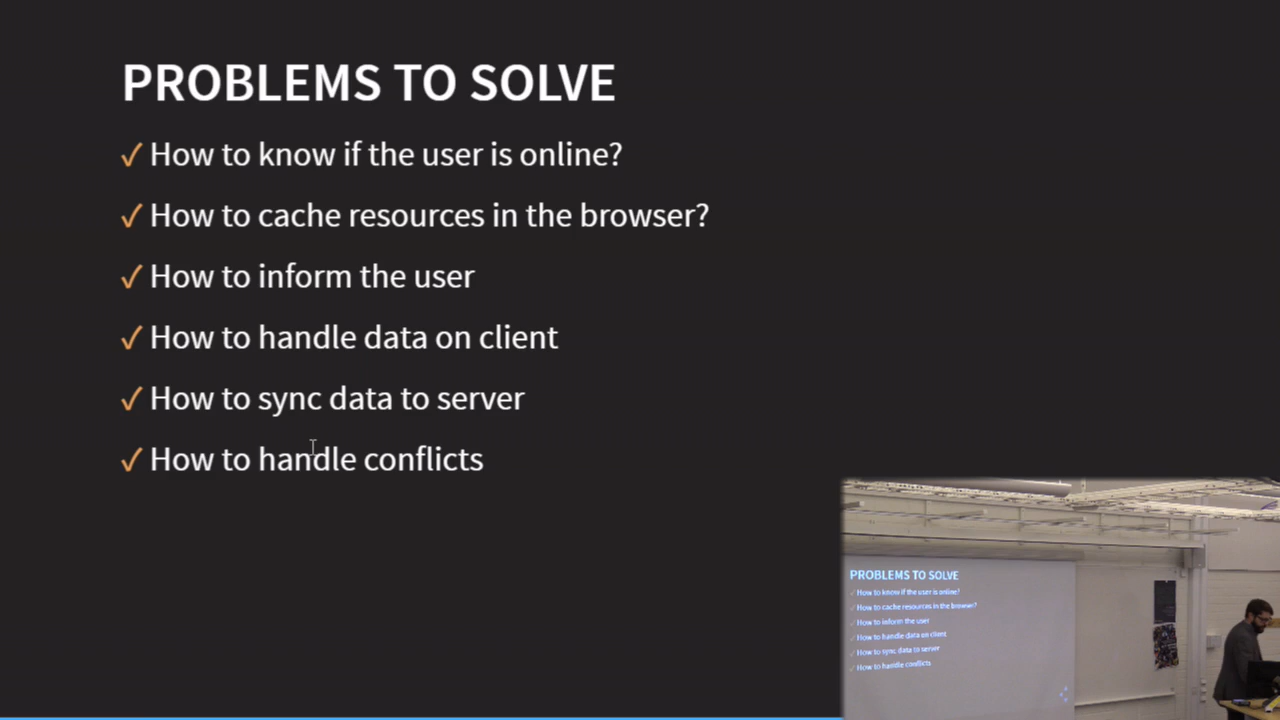 PROBLEMS TO SOLVE
✓ How to know if the user is online?
✓ How to cache resources in the browser?
✓ How to inform the user
✓ How to handle data on client
✓ How to sync data to server
✓ How to handle conflicts
PROBLEMS TO SOLVE
✓ How to know if the user is online?
✓ How to cache resources in the browser?
✓ How to inform the user
✓ How to handle data on client
✓ How to sync data to server
✓ How to handle conflicts